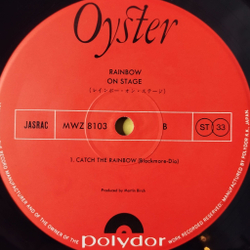 Oyster
RAINBOW
ON STAGE
(レインボー・オン・ステージ)
JASRAC
MWZ 8103
B
ST 33
1. CATCH THE RAINBOW (Blackmore-Dio)
Produced by Martin Birch
polydor